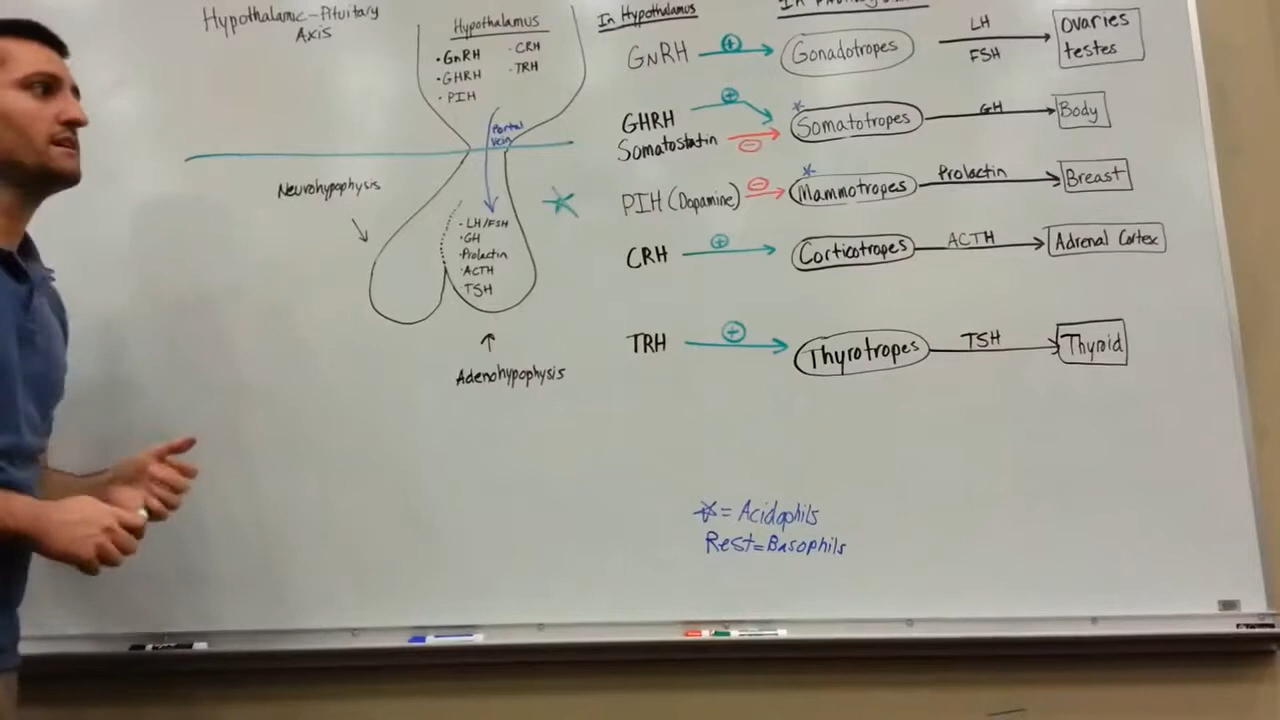 Hypothalamic-Pituitary
Axis
Hypothalamus
• GnRH
• GHRH
• PIH
- CRH
- TRH
Portal
Vein
Neurohypophysis
- LH/FSH
• GH
• Prolactin
• ACTH
TSH
Adenohypophysis
In Hypothalamus
GNRH + Gonadotropes LH FSH Ovaries testes
GHRH + * Somatotropes GH Body
Somatostatin -
PIH (Dopamine) - * Mammotropes Prolactin Breast
CRH + Corticotropes ACTH Adrenal Cortex
TRH + Thyrotropes TSH Thyroid
* = Acidophils
Rest = Basophils